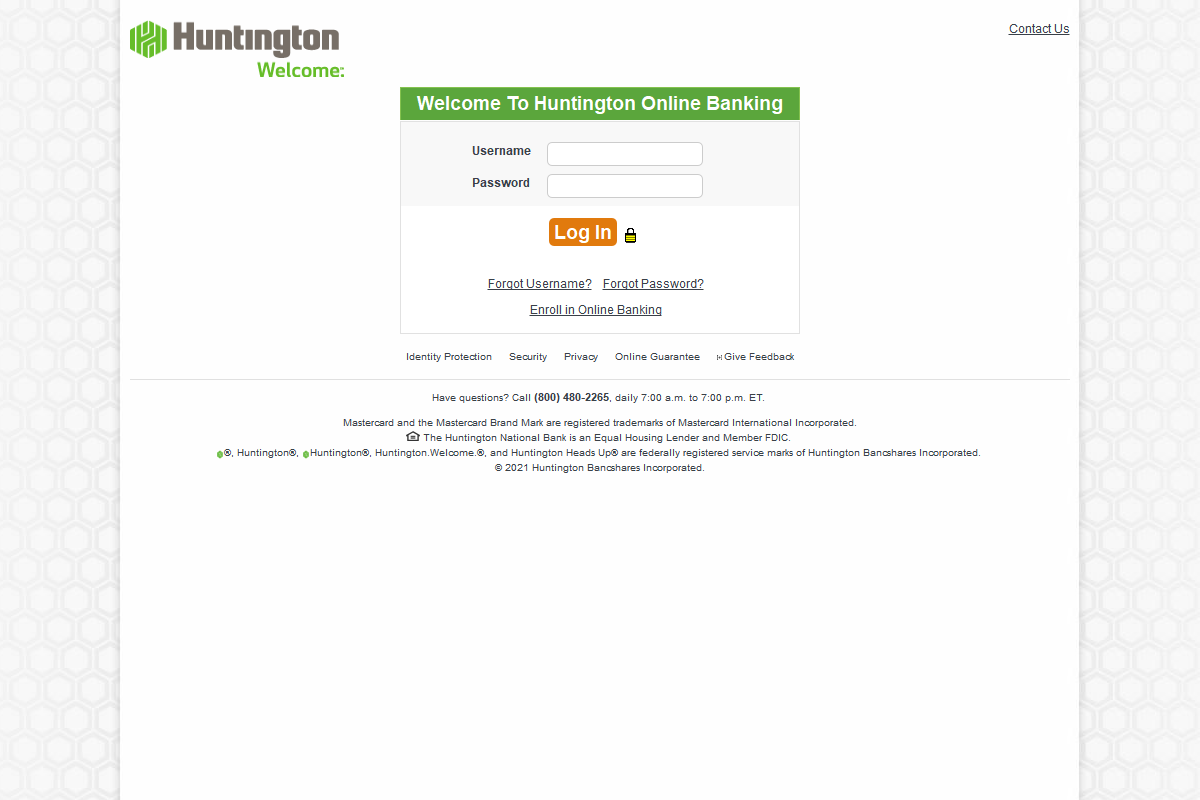 Huntington
Welcome.
Contact Us
Welcome To Huntington Online Banking
Username
Password
Log In
Forgot Username? Forgot Password?
Enroll in Online Banking
Identity Protection Security Privacy Online Guarantee [+] Give Feedback
Have questions? Call (800) 480-2265, daily 7:00 a.m. to 7:00 p.m. ET.
Mastercard and the Mastercard Brand Mark are registered trademarks of Mastercard International Incorporated.
The Huntington National Bank is an Equal Housing Lender and Member FDIC.
®, Huntington®, Huntington®, Huntington.Welcome.®, and Huntington Heads Up® are federally registered service marks of Huntington Bancshares Incorporated.
© 2021 Huntington Bancshares Incorporated.